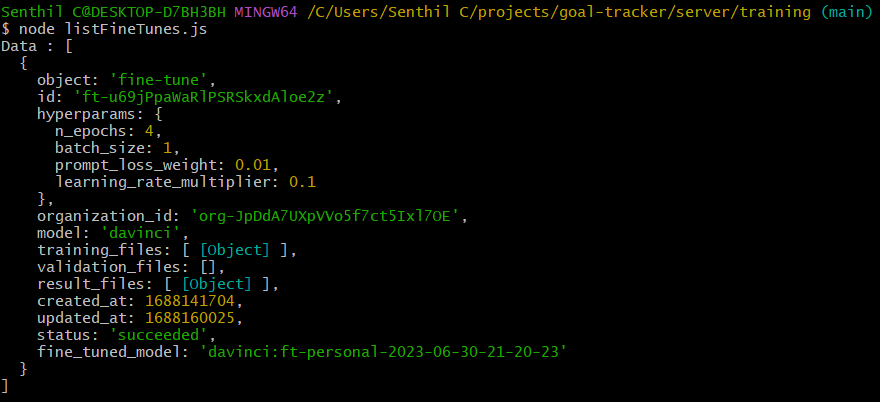 Senthil C@DESKTOP-D7BH3BH MINGW64 /C/Users/Senthil C/projects/goal-tracker/server/training (main)
$ node listFineTunes.js
Data : [
  {
    object: 'fine-tune',
    id: 'ft-u69jPpaWaRlPSRSkxdAloe2z',
    hyperparams: {
      n_epochs: 4,
      batch_size: 1,
      prompt_loss_weight: 0.01,
      learning_rate_multiplier: 0.1
    },
    organization_id: 'org-JpDdA7UXpVVo5f7ct5Ixl7OE',
    model: 'davinci',
    training_files: [ [Object] ],
    validation_files: [],
    result_files: [ [Object] ],
    created_at: 1688141704,
    updated_at: 1688160025,
    status: 'succeeded',
    fine_tuned_model: 'davinci:ft-personal-2023-06-30-21-20-23'
  }
]